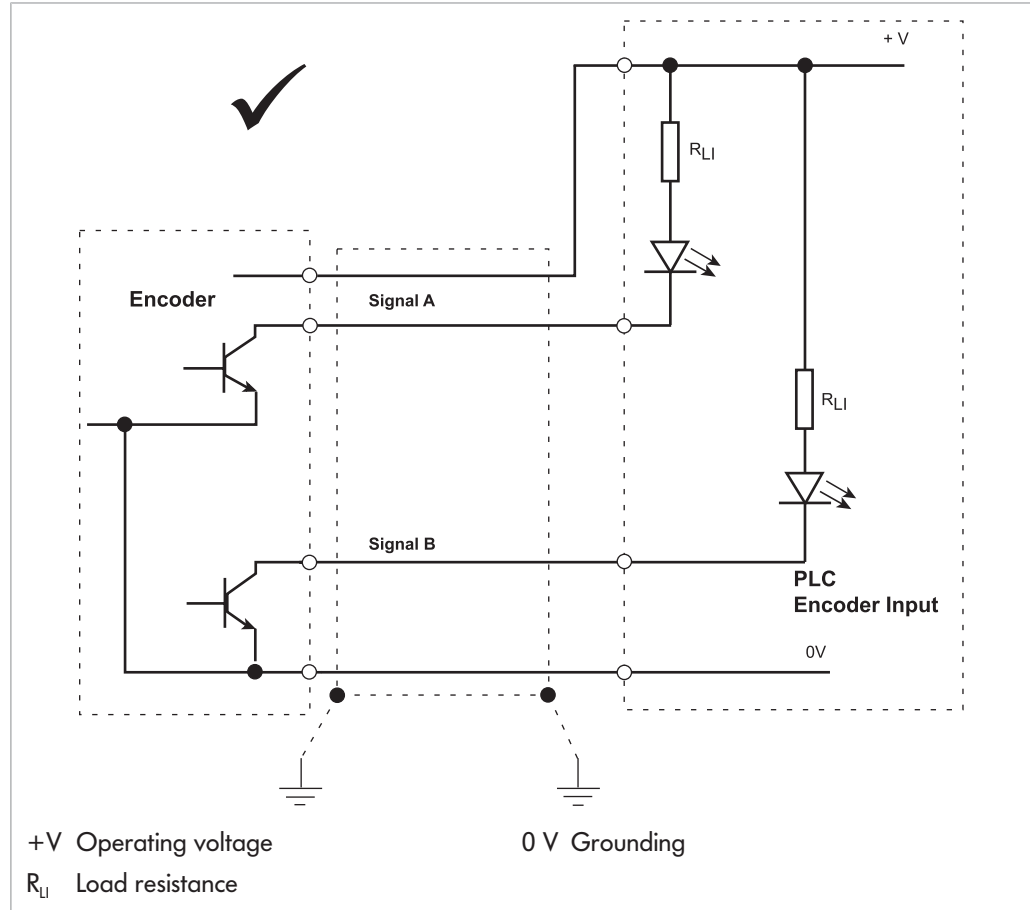 + V
R_LI
Encoder
Signal A
R_LI
Signal B
PLC
Encoder Input
0V
+V Operating voltage
0 V Grounding
R_LI Load resistance